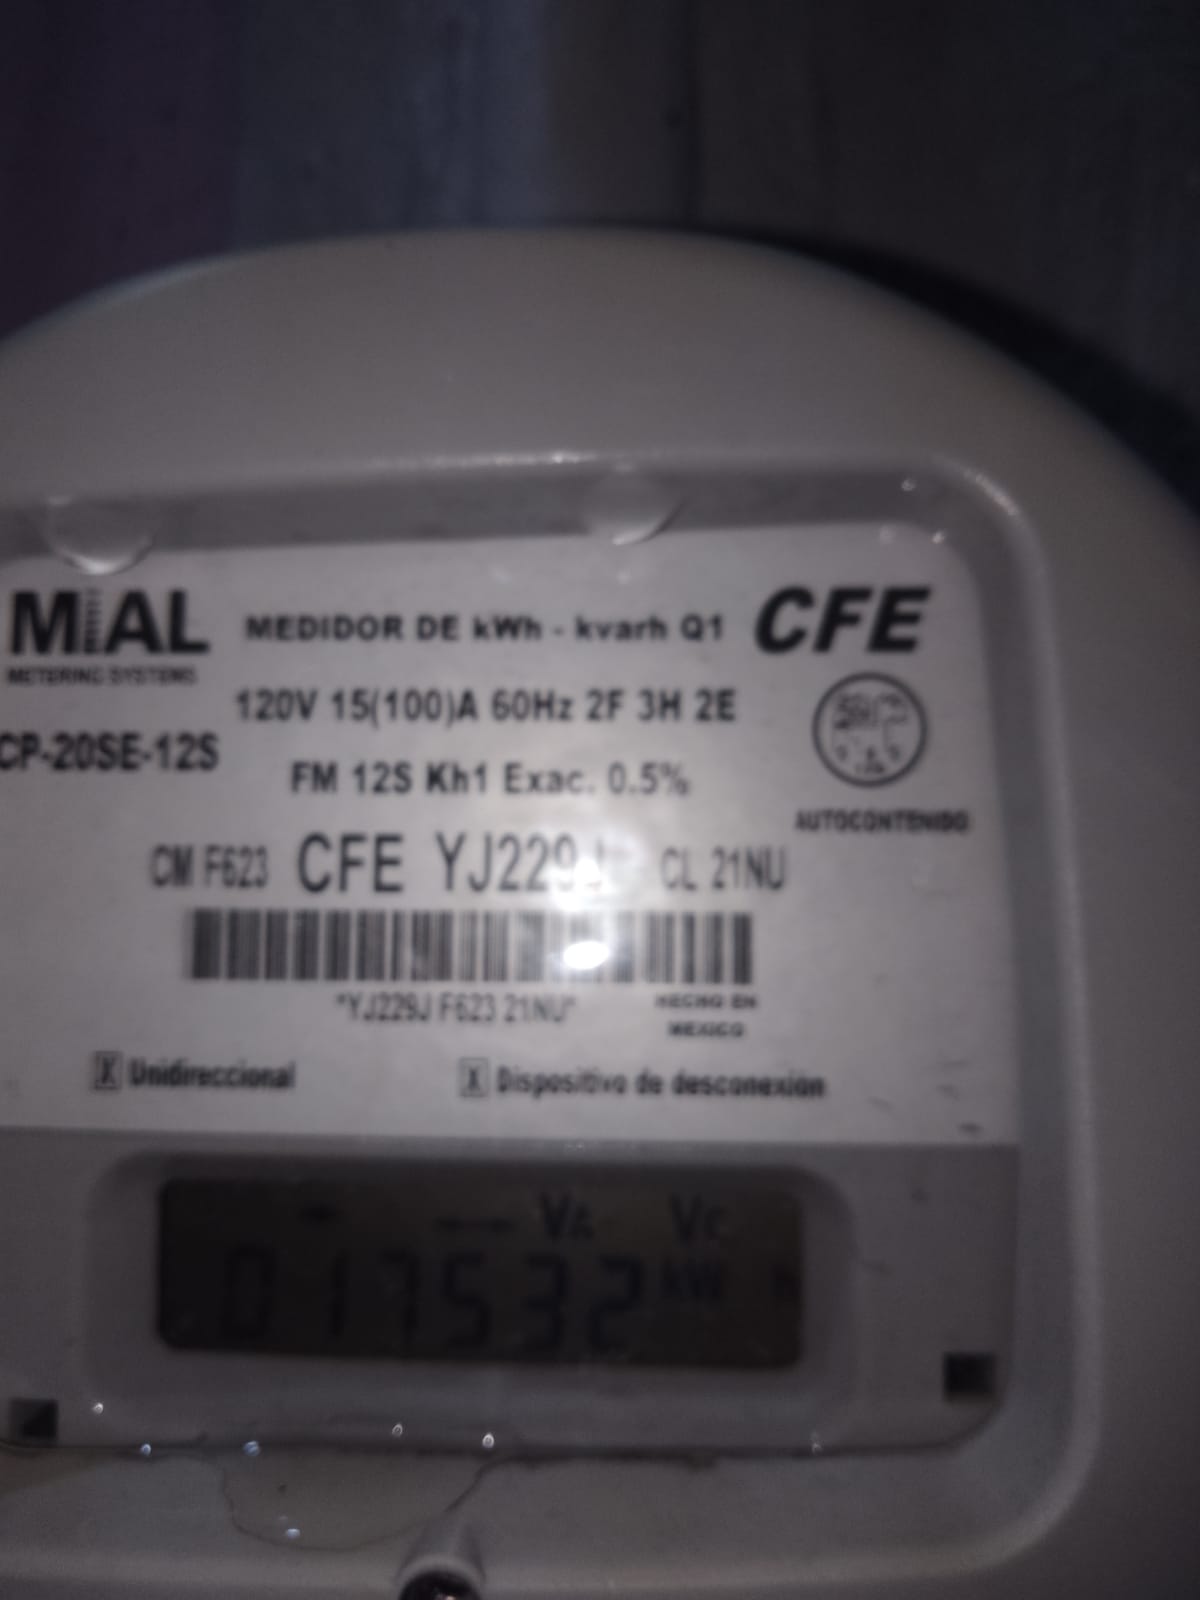 MIAL MEDIDOR DE kWh - kvarh Q1 CFE
METERING SYSTEMS
120V 15(100)A 60Hz 2F 3H 2E
CP-20SE-12S
FM 12S Kh1 Exac. 0.5%
AUTOCONTENIDO
CM F623 CFE YJ229J CL 21NU
*YJ229J F623 21NU*
HECHO EN
MEXICO
X Unidireccional X Dispositivo de desconexión
VA VC
017532 kW h